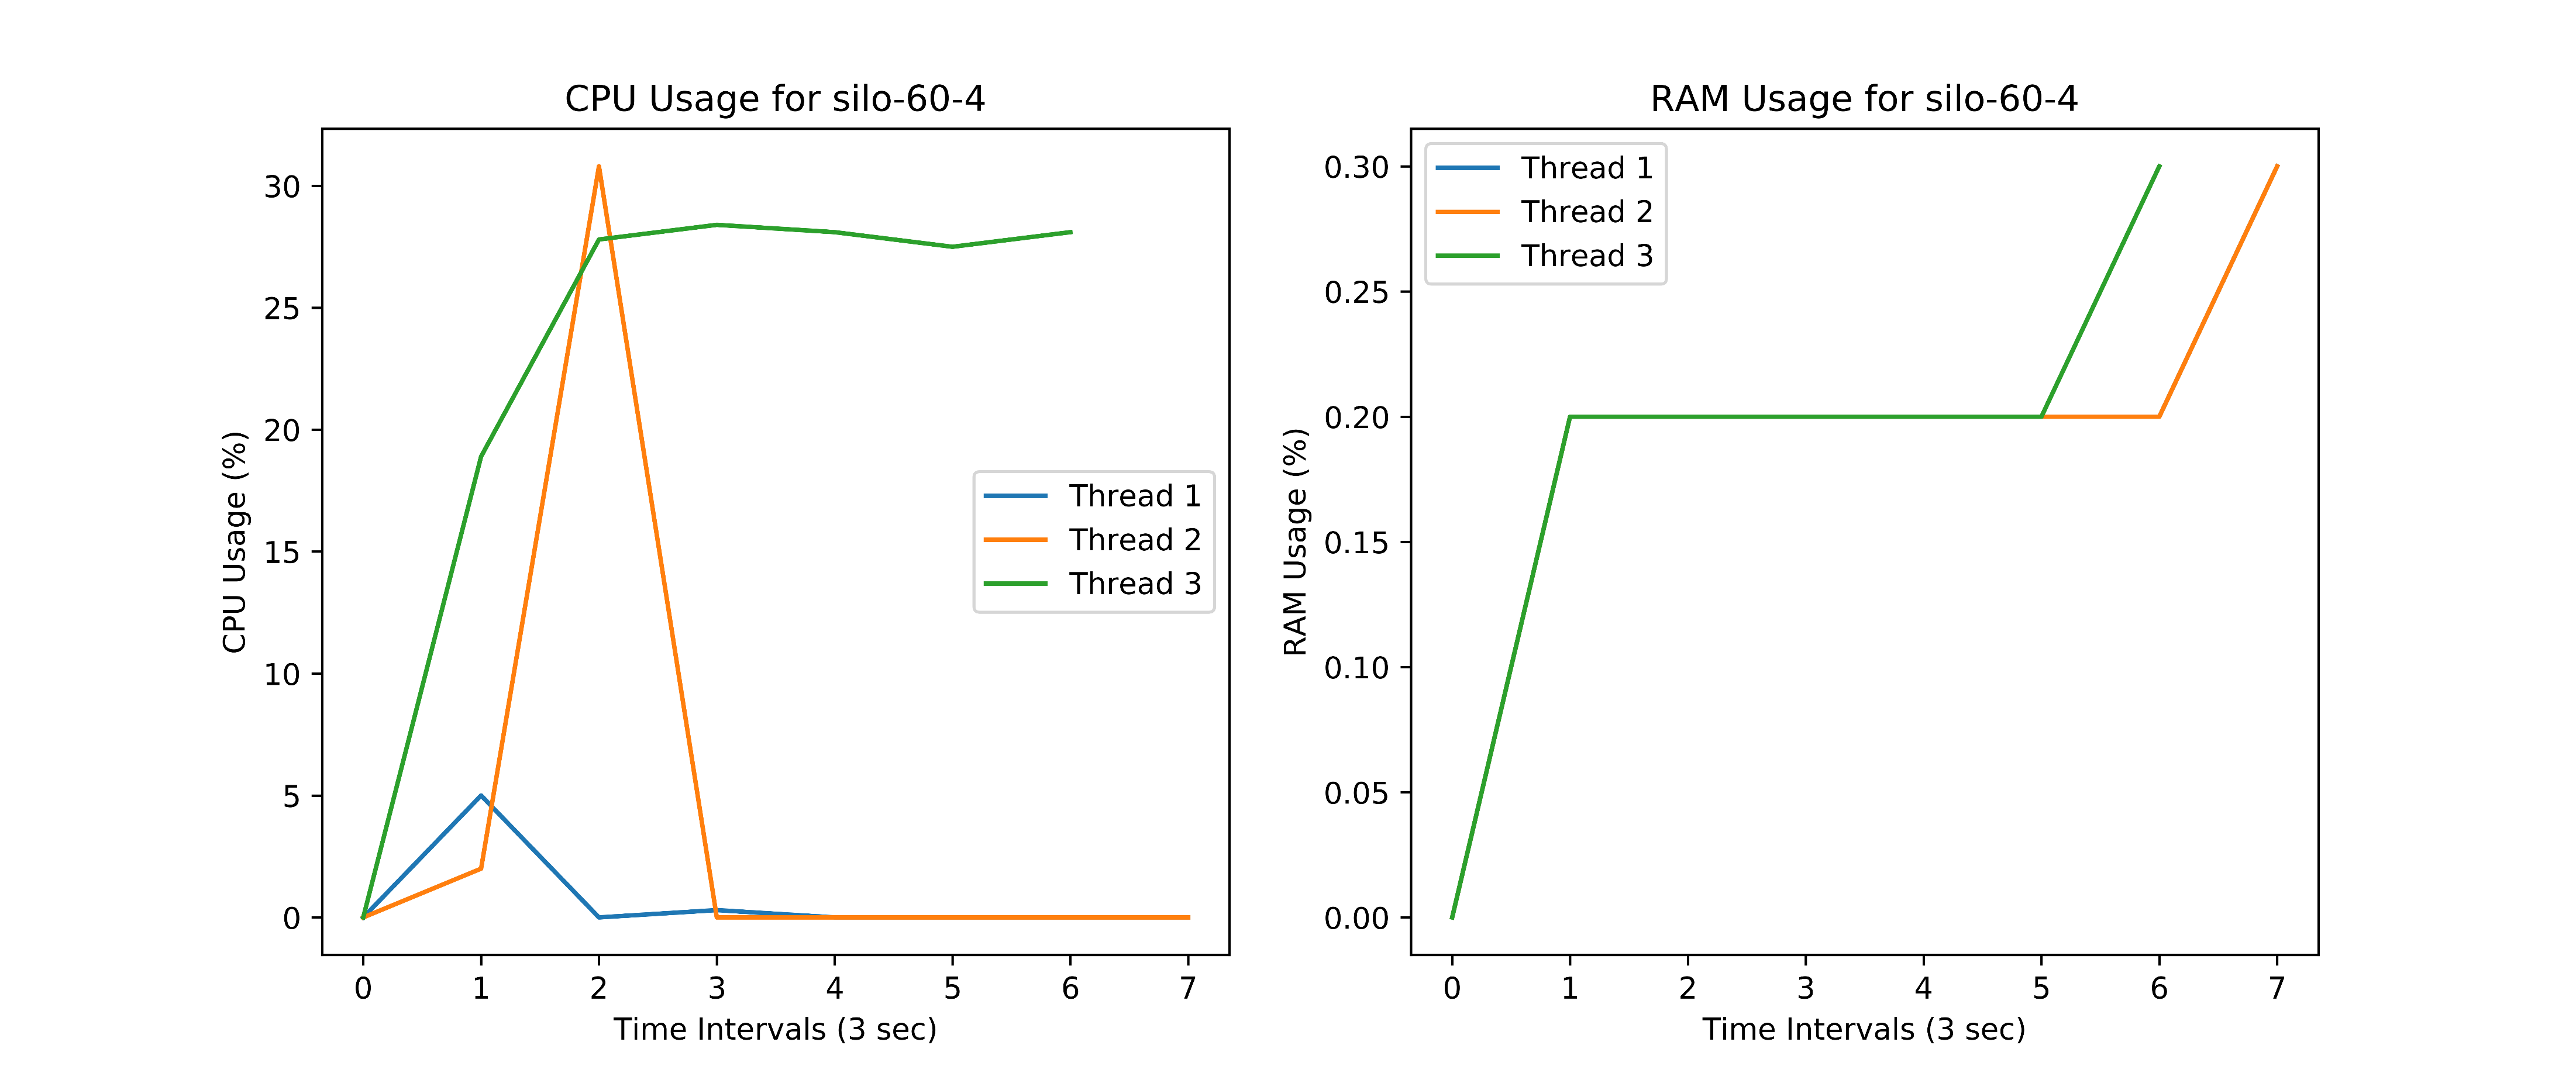 CPU Usage for silo-60-4
CPU Usage (%)
30
25
20
15
10
5
0
Thread 1
Thread 2
Thread 3
0 1 2 3 4 5 6 7
Time Intervals (3 sec)
RAM Usage for silo-60-4
RAM Usage (%)
0.30
0.25
0.20
0.15
0.10
0.05
0.00
Thread 1
Thread 2
Thread 3
0 1 2 3 4 5 6 7
Time Intervals (3 sec)